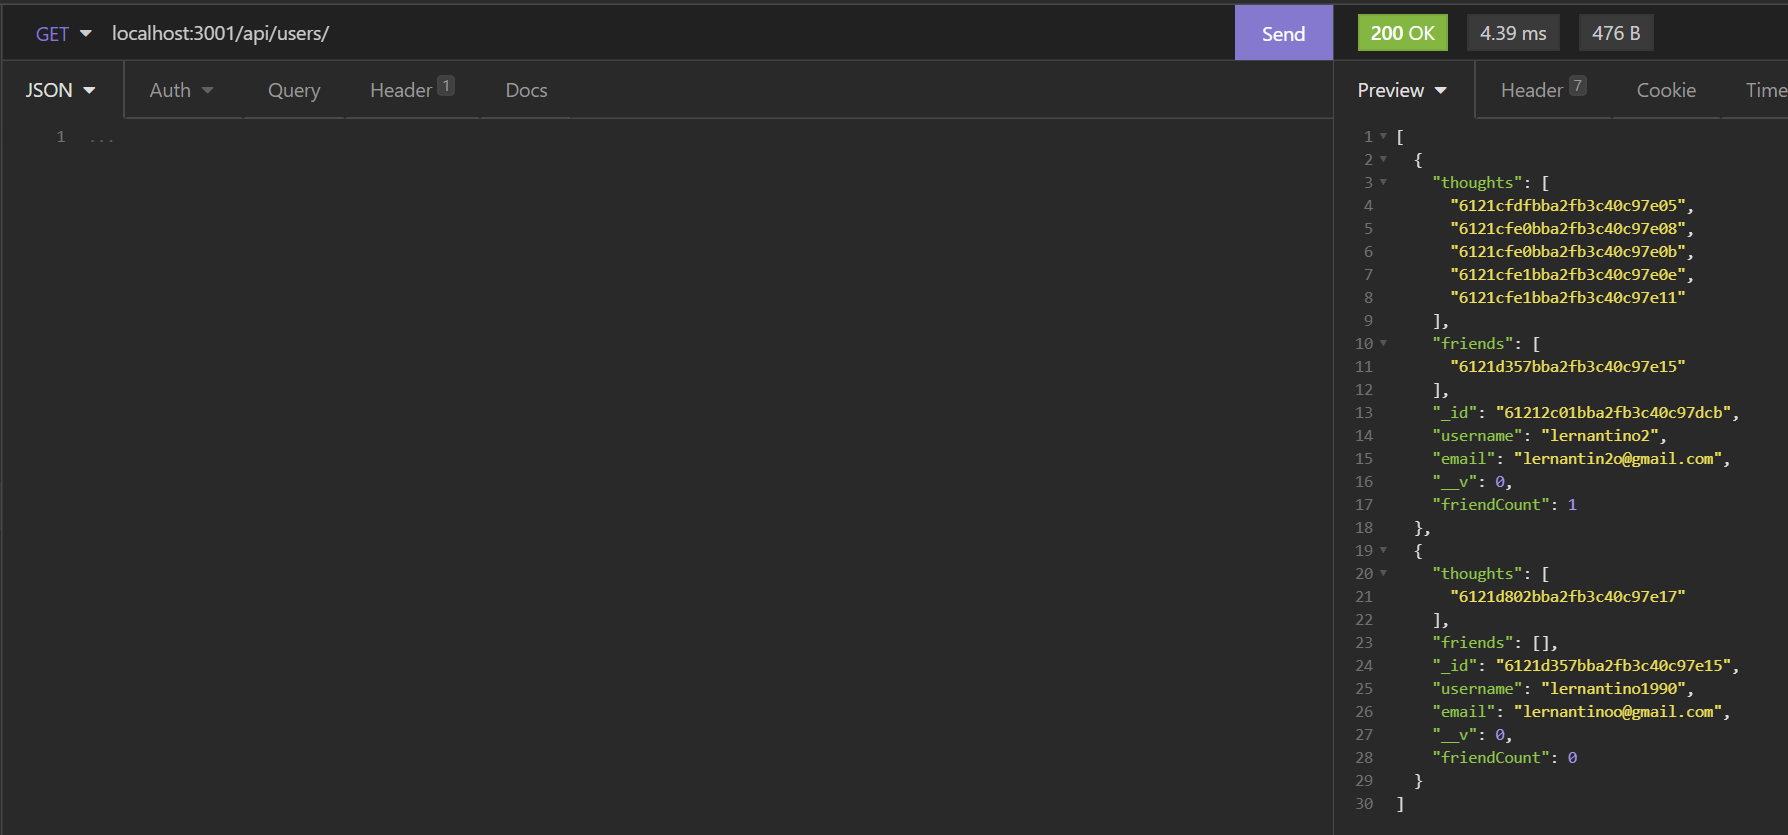 GET localhost:3001/api/users/ Send 200 OK 4.39 ms 476 B
JSON Auth Query Header 1 Docs
1 ...
Preview Header 7 Cookie Time
1 [
2 {
3 "thoughts": [
4 "6121cfdfbba2fb3c40c97e05",
5 "6121cfe0bba2fb3c40c97e08",
6 "6121cfe0bba2fb3c40c97e0b",
7 "6121cfe1bba2fb3c40c97e0e",
8 "6121cfe1bba2fb3c40c97e11"
9 ],
10 "friends": [
11 "6121d357bba2fb3c40c97e15"
12 ],
13 "_id": "61212c01bba2fb3c40c97dcb",
14 "username": "lernantino2",
15 "email": "lernantin2o@gmail.com",
16 "__v": 0,
17 "friendCount": 1
18 },
19 {
20 "thoughts": [
21 "6121d802bba2fb3c40c97e17"
22 ],
23 "friends": [],
24 "_id": "6121d357bba2fb3c40c97e15",
25 "username": "lernantino1990",
26 "email": "lernantinoo@gmail.com",
27 "__v": 0,
28 "friendCount": 0
29 }
30 ]